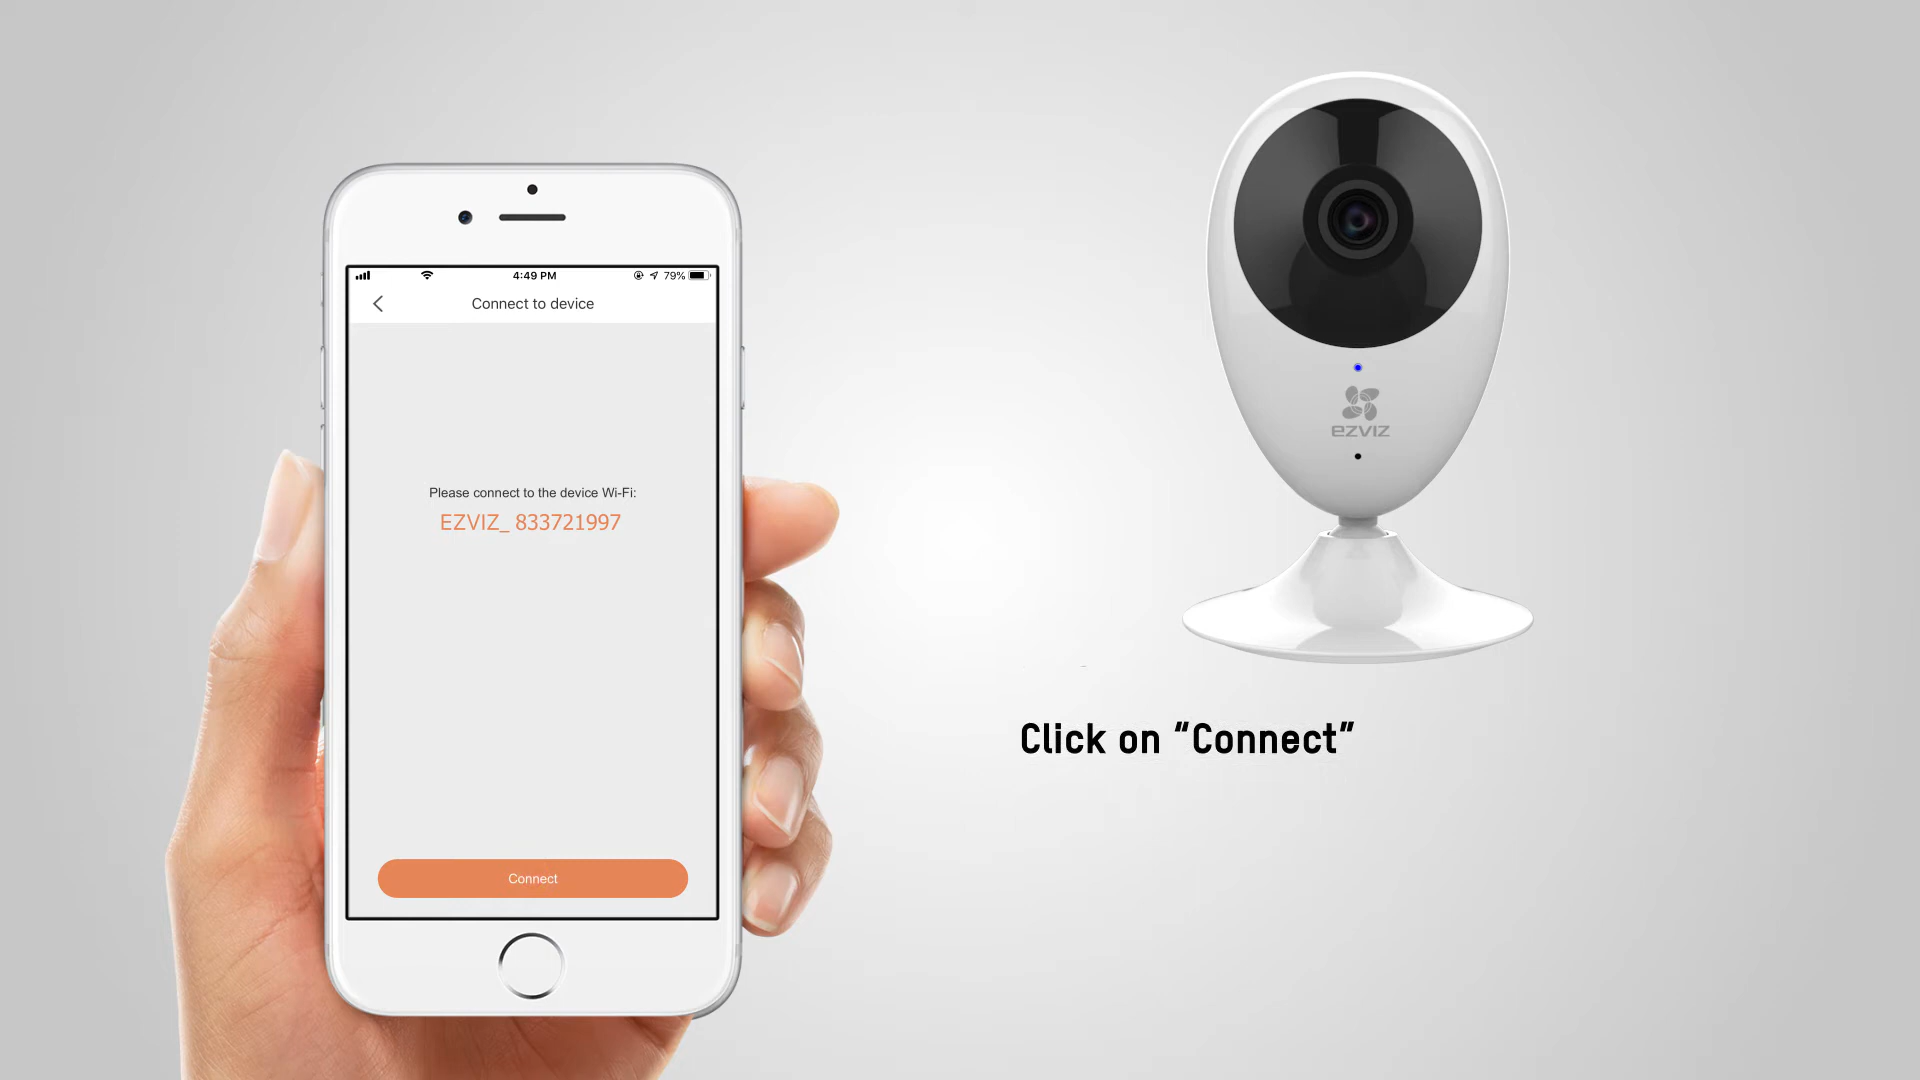 4:49 PM
79%
Connect to device
Please connect to the device Wi-Fi:
EZVIZ_ 833721997
Connect
ezviz
Click on “Connect”